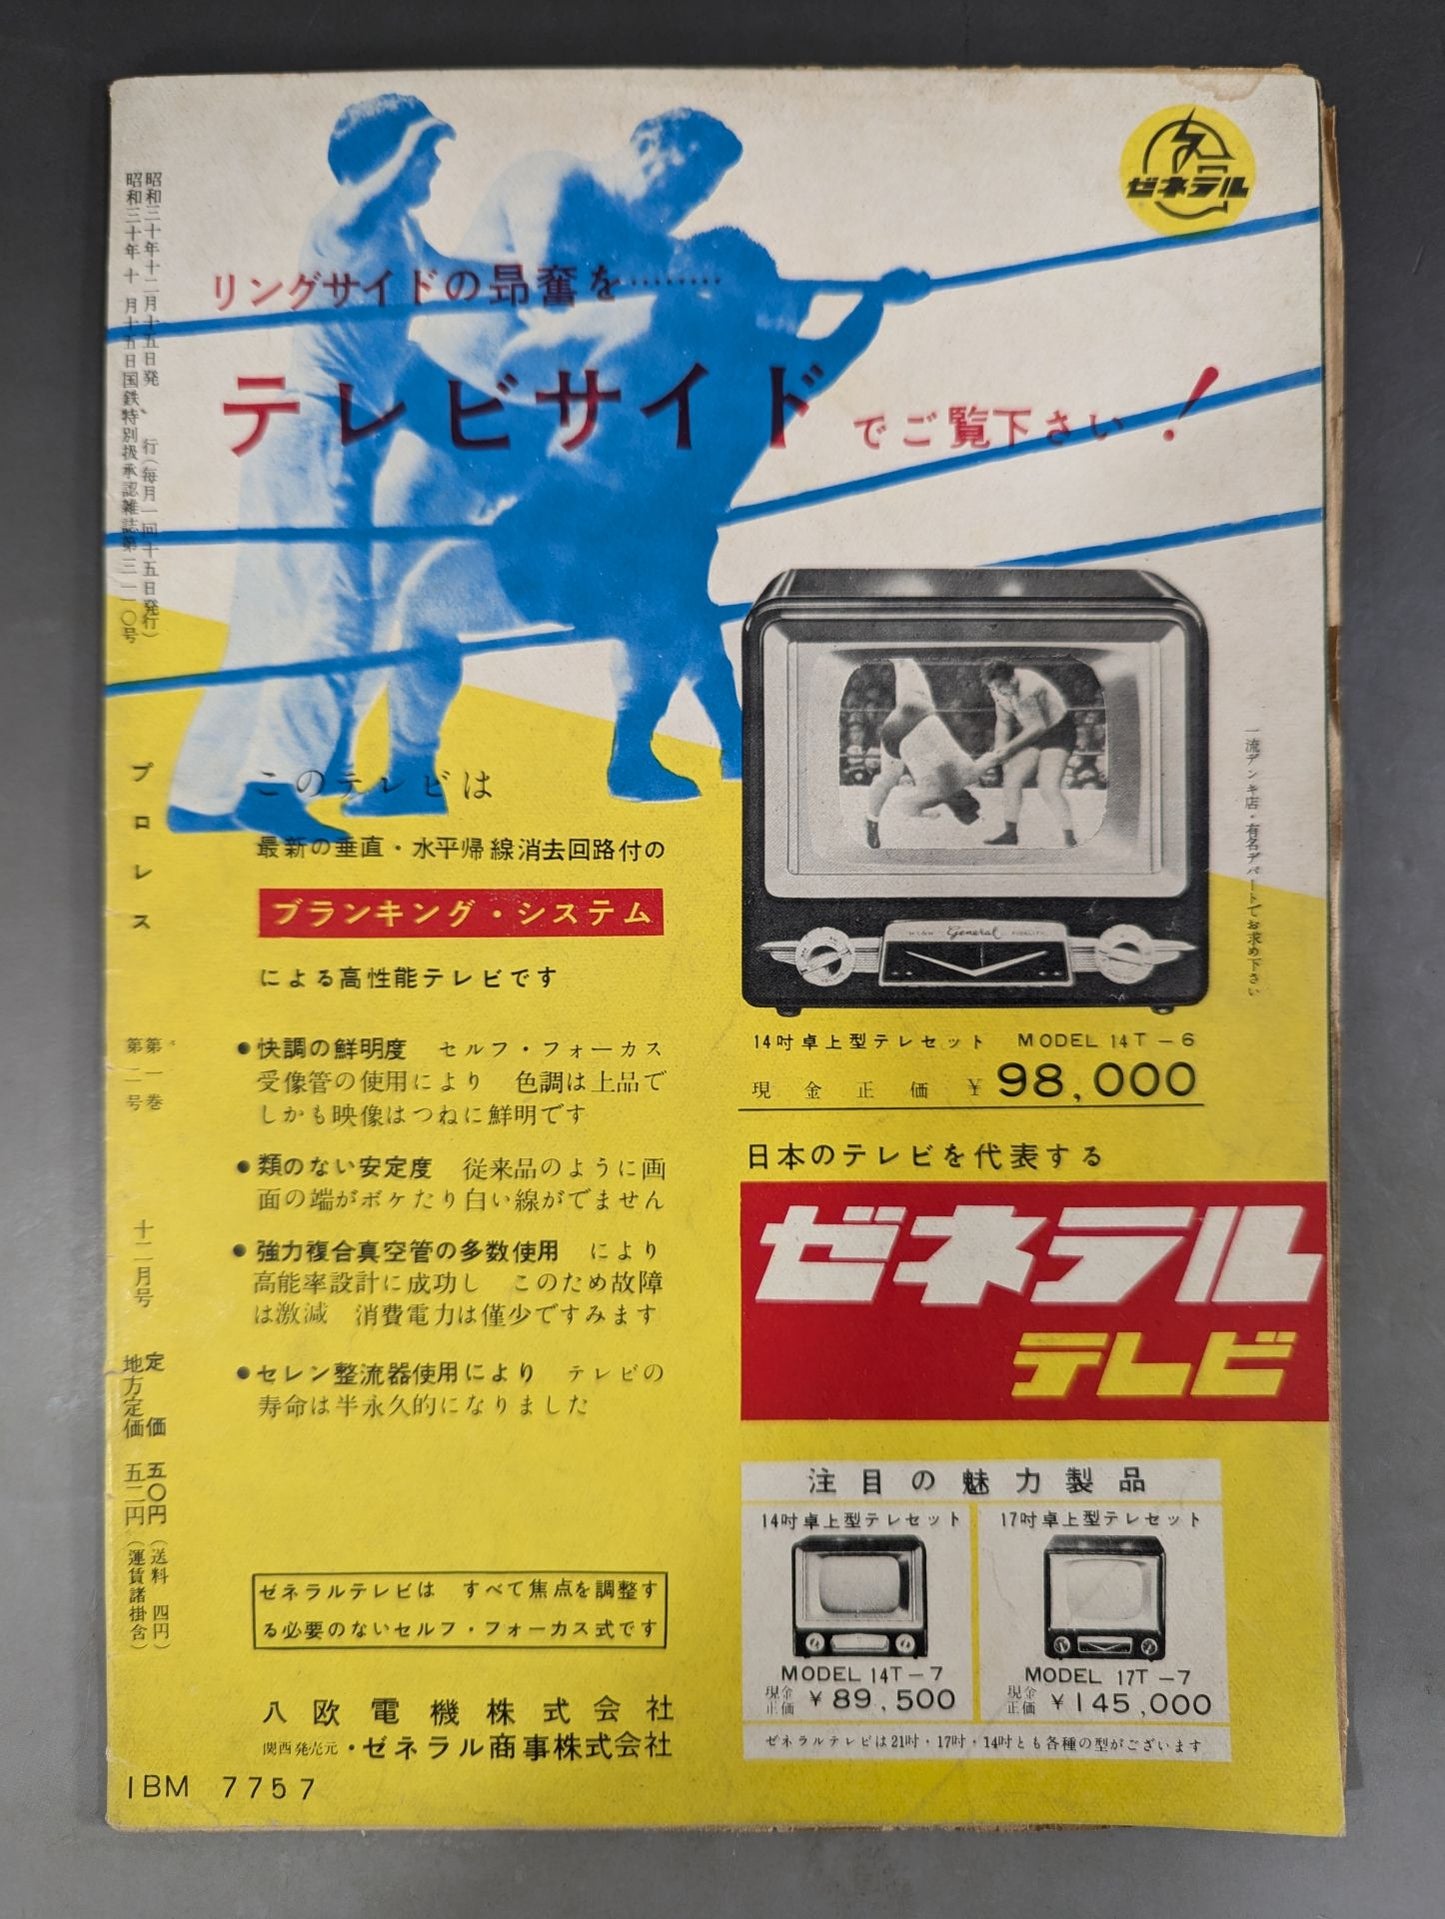 ゼネテル
リングサイドの昂奮を………
テレビサイドでご覧下さい！
昭和三十年十二月十五日発行（毎月一回十五日発行）
昭和三十年十月十五日国鉄特別扱承認雑誌第三一一〇号
プロレス
第一巻
第二号
十二月号
定価五〇円（送料四円）
地方定価五二円（運賃諸掛含）
このテレビは
最新の垂直・水平帰線消去回路付の
ブランキング・システム
による高性能テレビです
●快調の鮮明度　セルフ・フォーカス
受像管の使用により　色調は上品で
しかも映像はつねに鮮明です
●類のない安定度　従来品のように画
面の端がボケたり白い線がでません
●強力複合真空管の多数使用　により
高能率設計に成功し　このため故障
は激減　消費電力は僅少ですみます
●セレン整流器使用により　テレビの
寿命は半永久的になりました
ゼネラルテレビは　すべて焦点を調整す
る必要のないセルフ・フォーカス式です
八欧電機株式会社
関西発売元・ゼネラル商事株式会社
IBM 7757
General
一流デンキ店・有名デパートでお求め下さい
14吋卓上型テレセット　MODEL 14T－6
現金正価　¥98,000
日本のテレビを代表する
ゼネテル
テレビ
注目の魅力製品
14吋卓上型テレセット
MODEL 14T－7
現金正価 ¥89,500
17吋卓上型テレセット
MODEL 17T－7
現金正価 ¥145,000
ゼネラルテレビは21吋・17吋・14吋とも各種の型がございます